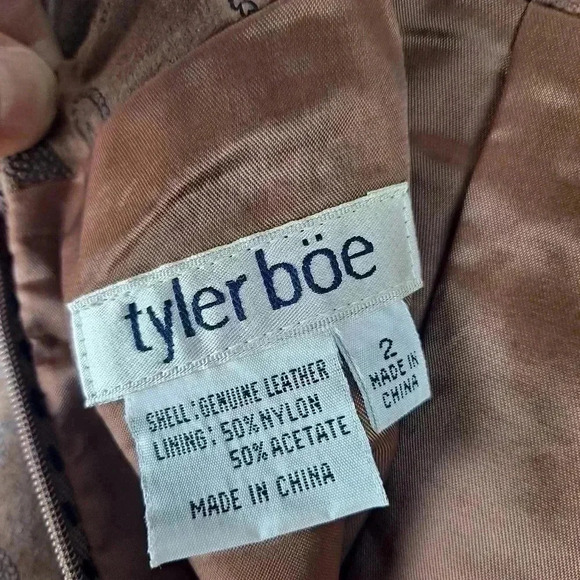 tyler böe
SHELL: GENUINE LEATHER
LINING: 50% NYLON
50% ACETATE
MADE IN CHINA
2
MADE IN
CHINA